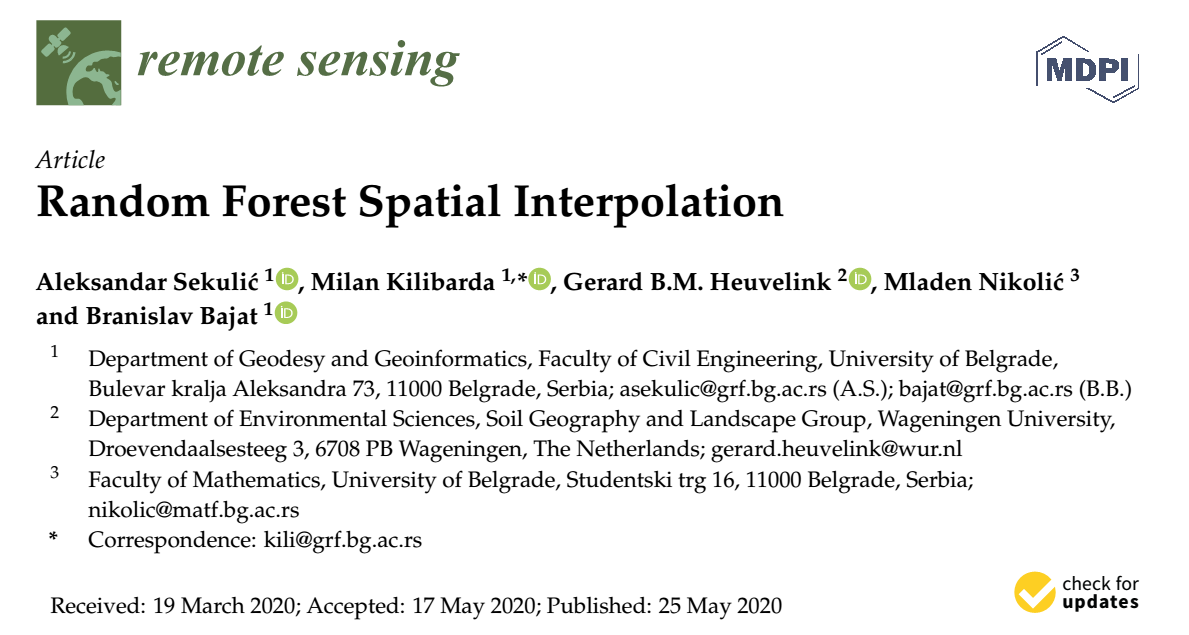 remote sensing
MDPI
Article
Random Forest Spatial Interpolation
Aleksandar Sekulić 1 iD, Milan Kilibarda 1,* iD, Gerard B.M. Heuvelink 2 iD, Mladen Nikolić 3
and Branislav Bajat 1 iD
1 Department of Geodesy and Geoinformatics, Faculty of Civil Engineering, University of Belgrade,
Bulevar kralja Aleksandra 73, 11000 Belgrade, Serbia; asekulic@grf.bg.ac.rs (A.S.); bajat@grf.bg.ac.rs (B.B.)
2 Department of Environmental Sciences, Soil Geography and Landscape Group, Wageningen University,
Droevendaalsesteeg 3, 6708 PB Wageningen, The Netherlands; gerard.heuvelink@wur.nl
3 Faculty of Mathematics, University of Belgrade, Studentski trg 16, 11000 Belgrade, Serbia;
nikolic@matf.bg.ac.rs
* Correspondence: kili@grf.bg.ac.rs
Received: 19 March 2020; Accepted: 17 May 2020; Published: 25 May 2020
check for
updates